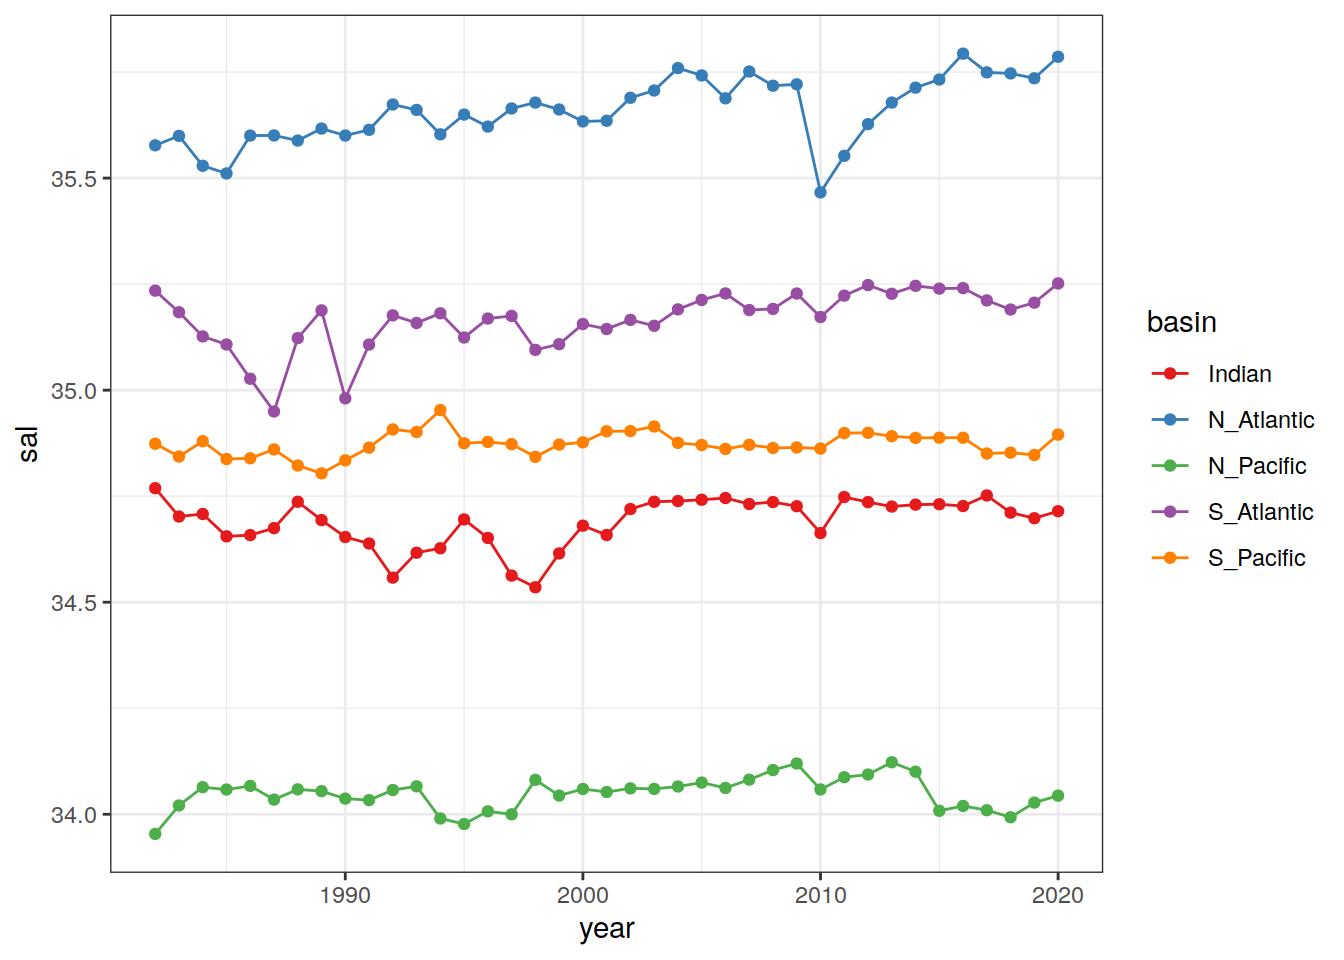 35.5
35.0
34.5
34.0
sal
1990 2000 2010 2020
year
basin
Indian
N_Atlantic
N_Pacific
S_Atlantic
S_Pacific